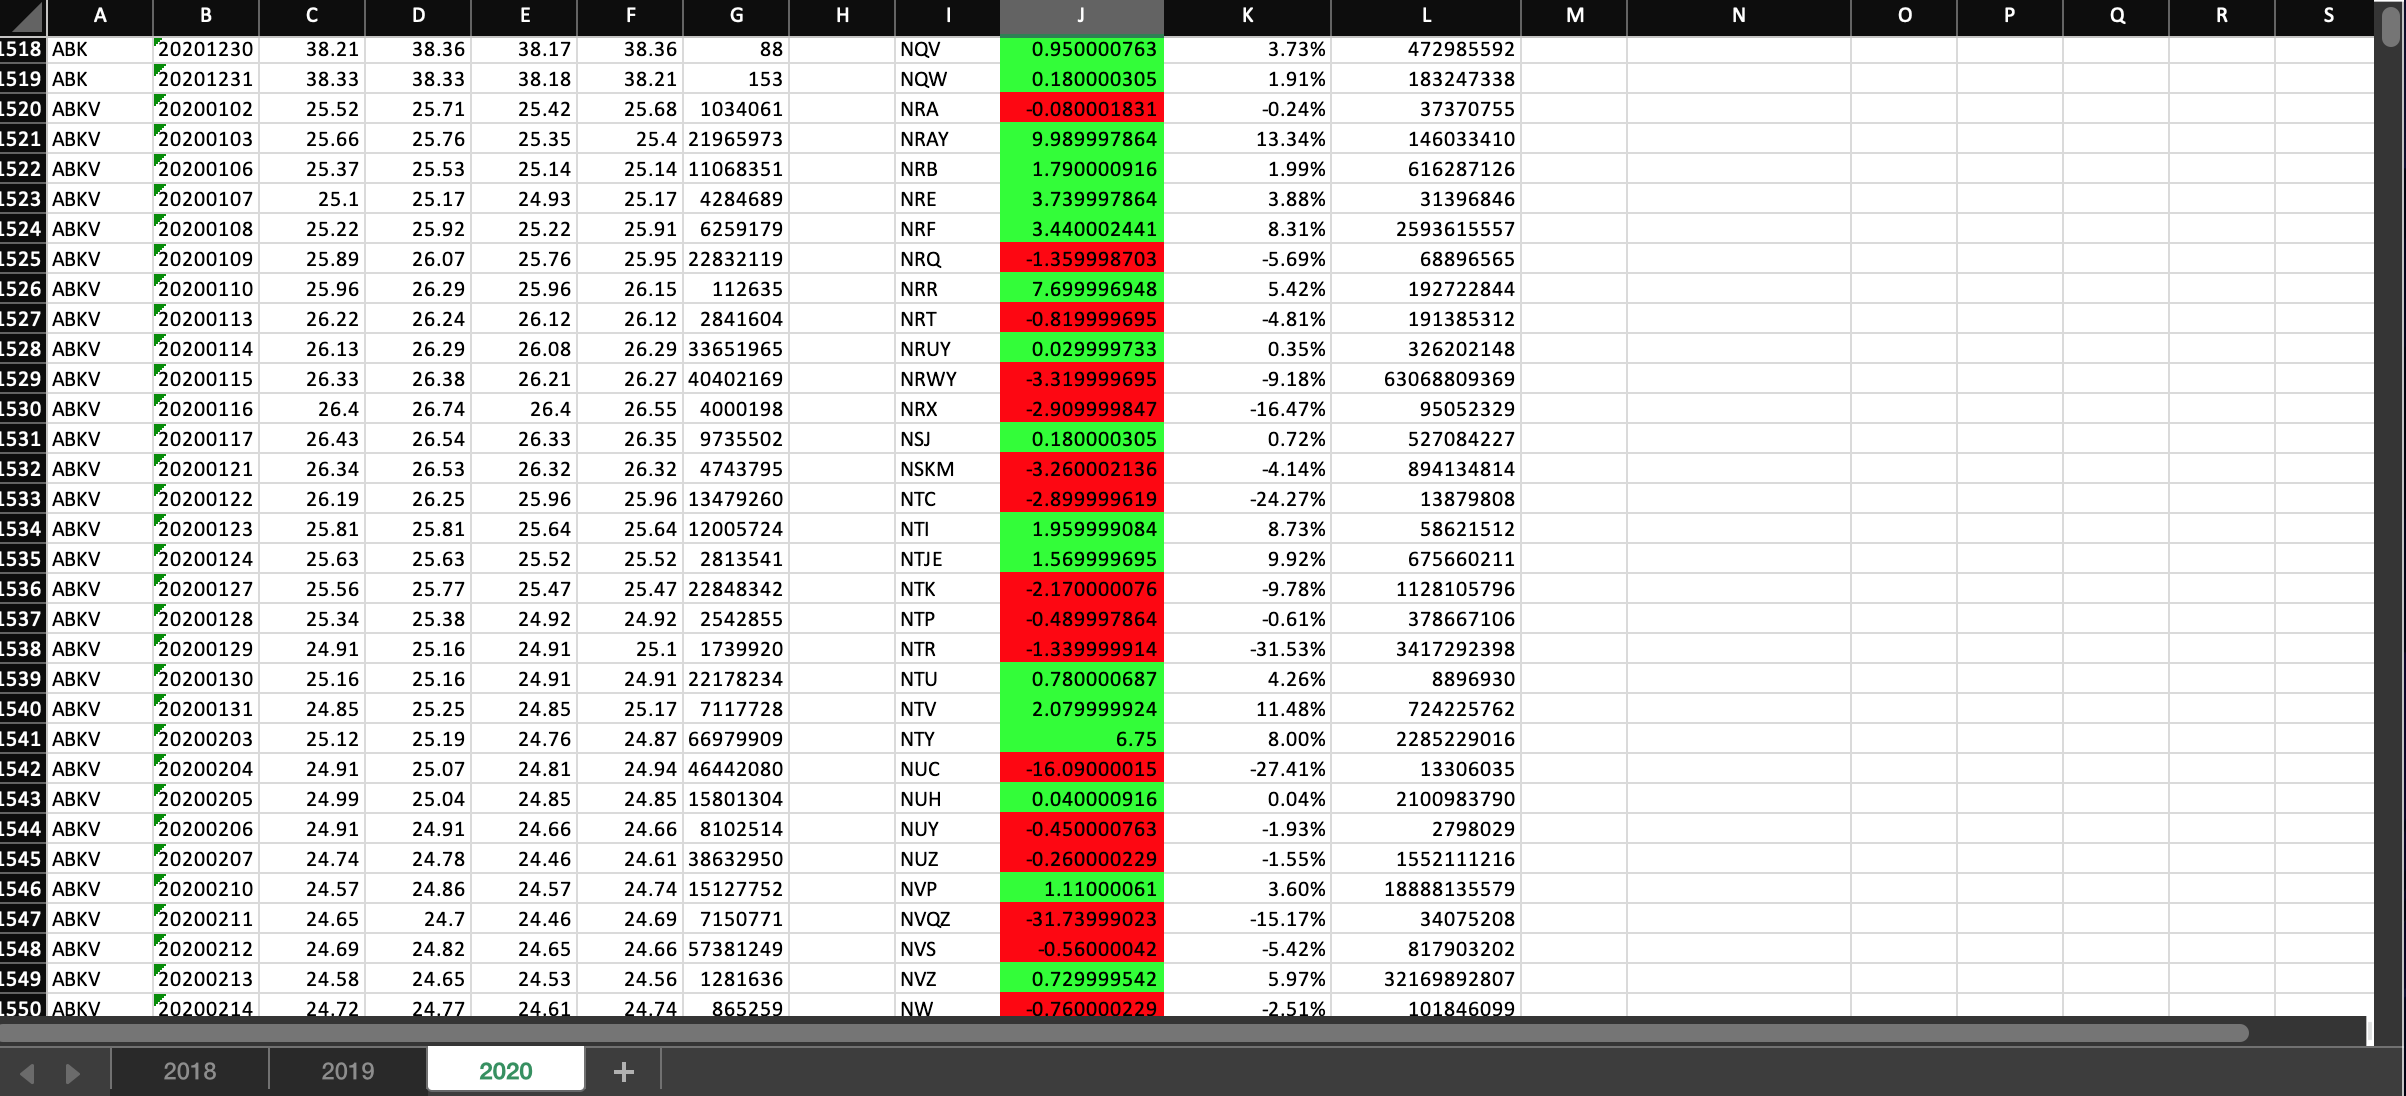 A B C D E F G H I J K L M N O P Q R S
1518 ABK 20201230 38.21 38.36 38.17 38.36 88 NQV 0.950000763 3.73% 472985592
1519 ABK 20201231 38.33 38.33 38.18 38.21 153 NQW 0.180000305 1.91% 183247338
1520 ABKV 20200102 25.52 25.71 25.42 25.68 1034061 NRA -0.080001831 -0.24% 37370755
1521 ABKV 20200103 25.66 25.76 25.35 25.4 21965973 NRAY 9.989997864 13.34% 146033410
1522 ABKV 20200106 25.37 25.53 25.14 25.14 11068351 NRB 1.790000916 1.99% 616287126
1523 ABKV 20200107 25.1 25.17 24.93 25.17 4284689 NRE 3.739997864 3.88% 31396846
1524 ABKV 20200108 25.22 25.92 25.22 25.91 6259179 NRF 3.440002441 8.31% 2593615557
1525 ABKV 20200109 25.89 26.07 25.76 25.95 22832119 NRQ -1.359998703 -5.69% 68896565
1526 ABKV 20200110 25.96 26.29 25.96 26.15 112635 NRR 7.699996948 5.42% 192722844
1527 ABKV 20200113 26.22 26.24 26.12 26.12 2841604 NRT -0.819999695 -4.81% 191385312
1528 ABKV 20200114 26.13 26.29 26.08 26.29 33651965 NRUY 0.029999733 0.35% 326202148
1529 ABKV 20200115 26.33 26.38 26.21 26.27 40402169 NRWY -3.319999695 -9.18% 63068809369
1530 ABKV 20200116 26.4 26.74 26.4 26.55 4000198 NRX -2.909999847 -16.47% 95052329
1531 ABKV 20200117 26.43 26.54 26.33 26.35 9735502 NSJ 0.180000305 0.72% 527084227
1532 ABKV 20200121 26.34 26.53 26.32 26.32 4743795 NSKM -3.260002136 -4.14% 894134814
1533 ABKV 20200122 26.19 26.25 25.96 25.96 13479260 NTC -2.899999619 -24.27% 13879808
1534 ABKV 20200123 25.81 25.81 25.64 25.64 12005724 NTI 1.959999084 8.73% 58621512
1535 ABKV 20200124 25.63 25.63 25.52 25.52 2813541 NTJE 1.569999695 9.92% 675660211
1536 ABKV 20200127 25.56 25.77 25.47 25.47 22848342 NTK -2.170000076 -9.78% 1128105796
1537 ABKV 20200128 25.34 25.38 24.92 24.92 2542855 NTP -0.489997864 -0.61% 378667106
1538 ABKV 20200129 24.91 25.16 24.91 25.1 1739920 NTR -1.339999914 -31.53% 3417292398
1539 ABKV 20200130 25.16 25.16 24.91 24.91 22178234 NTU 0.780000687 4.26% 8896930
1540 ABKV 20200131 24.85 25.25 24.85 25.17 7117728 NTV 2.079999924 11.48% 724225762
1541 ABKV 20200203 25.12 25.19 24.76 24.87 66979909 NTY 6.75 8.00% 2285229016
1542 ABKV 20200204 24.91 25.07 24.81 24.94 46442080 NUC -16.09000015 -27.41% 13306035
1543 ABKV 20200205 24.99 25.04 24.85 24.85 15801304 NUH 0.040000916 0.04% 2100983790
1544 ABKV 20200206 24.91 24.91 24.66 24.66 8102514 NUY -0.450000763 -1.93% 2798029
1545 ABKV 20200207 24.74 24.78 24.46 24.61 38632950 NUZ -0.260000229 -1.55% 1552111216
1546 ABKV 20200210 24.57 24.86 24.57 24.74 15127752 NVP 1.11000061 3.60% 18888135579
1547 ABKV 20200211 24.65 24.7 24.46 24.69 7150771 NVQZ -31.73999023 -15.17% 34075208
1548 ABKV 20200212 24.69 24.82 24.65 24.66 57381249 NVS -0.56000042 -5.42% 817903202
1549 ABKV 20200213 24.58 24.65 24.53 24.56 1281636 NVZ 0.729999542 5.97% 32169892807
1550 ABKV 20200214 24.72 24.77 24.61 24.74 865259 NW -0.760000229 -2.51% 101846099
2018 2019 2020 +